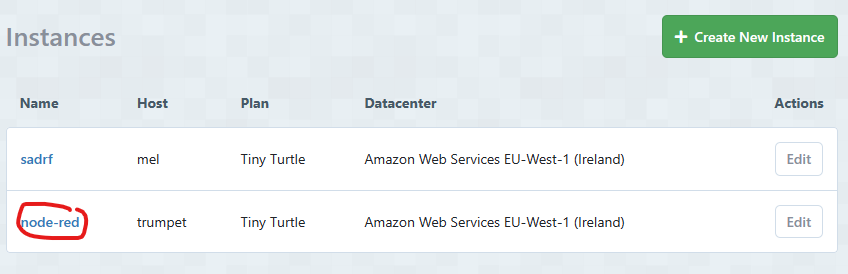 Instances
+ Create New Instance
Name Host Plan Datacenter Actions
sadrf mel Tiny Turtle Amazon Web Services EU-West-1 (Ireland) Edit
node-red trumpet Tiny Turtle Amazon Web Services EU-West-1 (Ireland) Edit